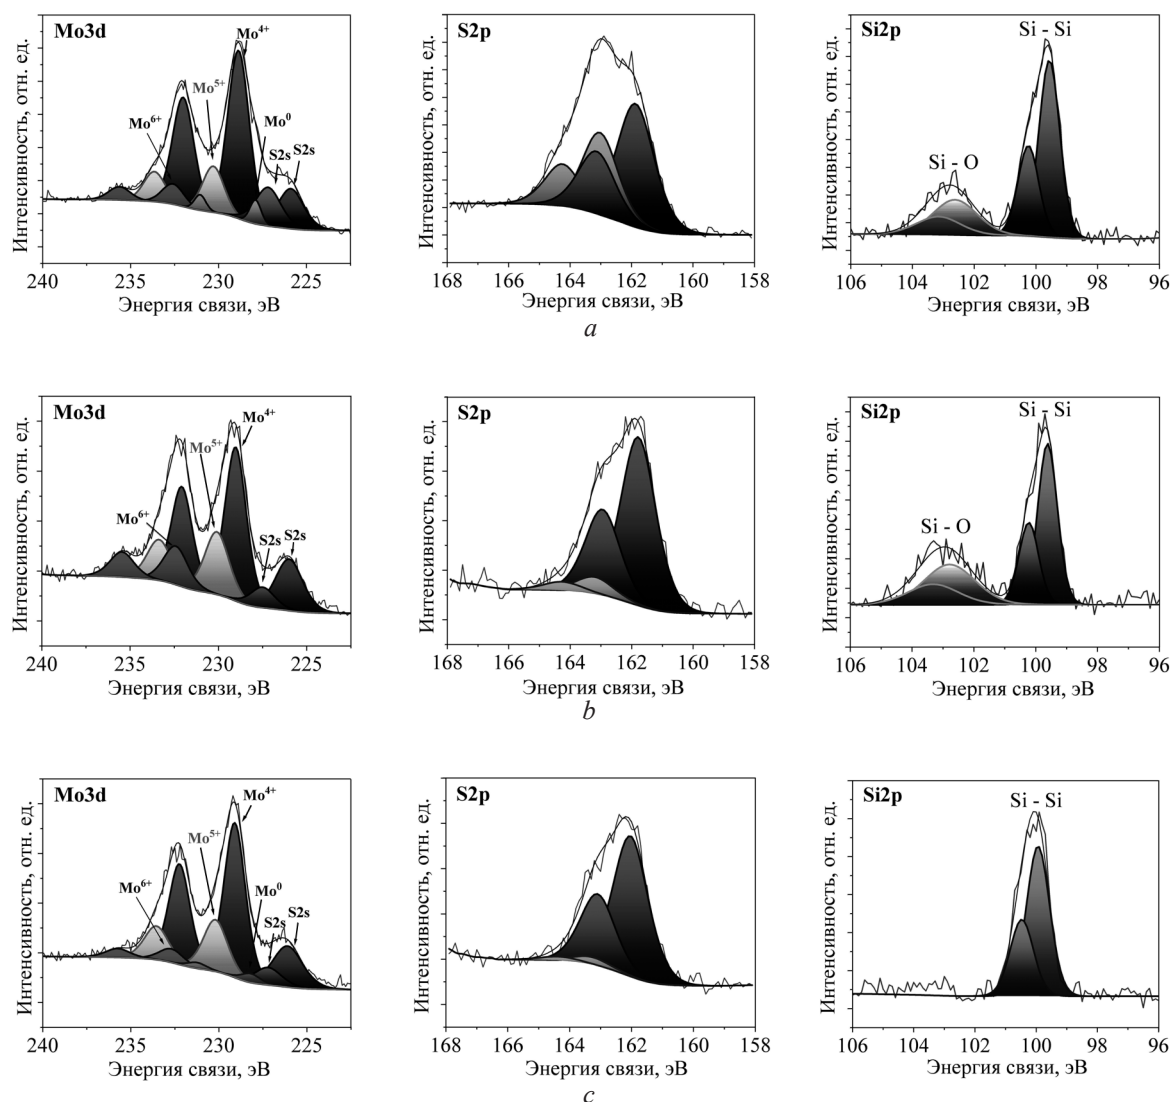 Mo3d
Mo⁴⁺
Mo⁵⁺
Mo⁶⁺
Mo⁰
S2s
S2s
Интенсивность, отн. ед.
240 235 230 225
Энергия связи, эВ
S2p
Интенсивность, отн. ед.
168 166 164 162 160 158
Энергия связи, эВ
Si2p
Si - Si
Si - O
Интенсивность, отн. ед.
106 104 102 100 98 96
Энергия связи, эВ
a
Mo3d
Mo⁴⁺
Mo⁵⁺
Mo⁶⁺
S2s
S2s
Интенсивность, отн. ед.
240 235 230 225
Энергия связи, эВ
S2p
Интенсивность, отн. ед.
168 166 164 162 160 158
Энергия связи, эВ
Si2p
Si - Si
Si - O
Интенсивность, отн. ед.
106 104 102 100 98 96
Энергия связи, эВ
b
Mo3d
Mo⁴⁺
Mo⁵⁺
Mo⁶⁺
Mo⁰
S2s
S2s
Интенсивность, отн. ед.
240 235 230 225
Энергия связи, эВ
S2p
Интенсивность, отн. ед.
168 166 164 162 160 158
Энергия связи, эВ
Si2p
Si - Si
Интенсивность, отн. ед.
106 104 102 100 98 96
Энергия связи, эВ
c